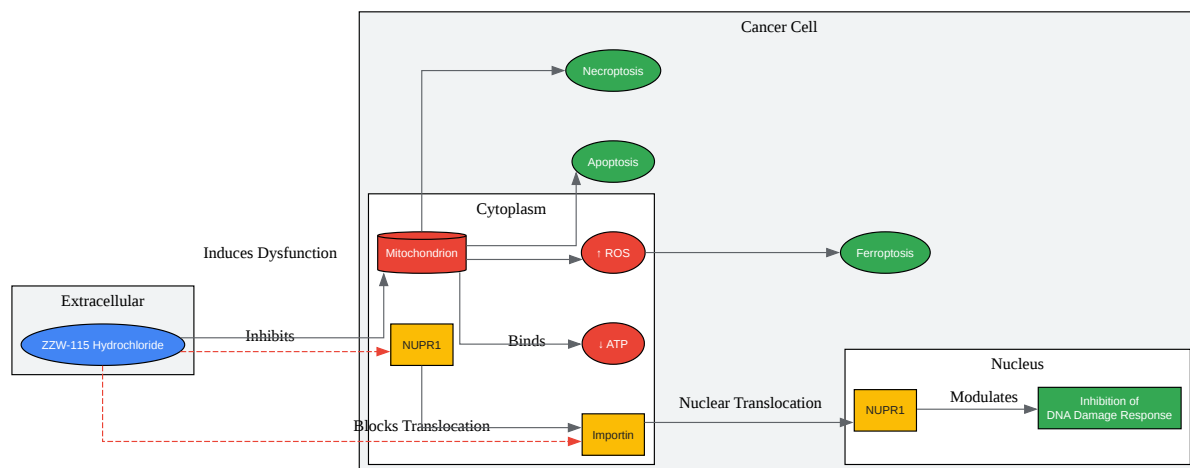 Cancer Cell
Necroptosis
Apoptosis
Cytoplasm
Induces Dysfunction
Mitochondrion
↑ ROS
Ferroptosis
Extracellular
ZZW-115 Hydrochloride
Inhibits
NUPR1
Binds
↓ ATP
Nucleus
Nuclear Translocation
NUPR1
Modulates
Inhibition of
DNA Damage Response
Blocks Translocation
Importin